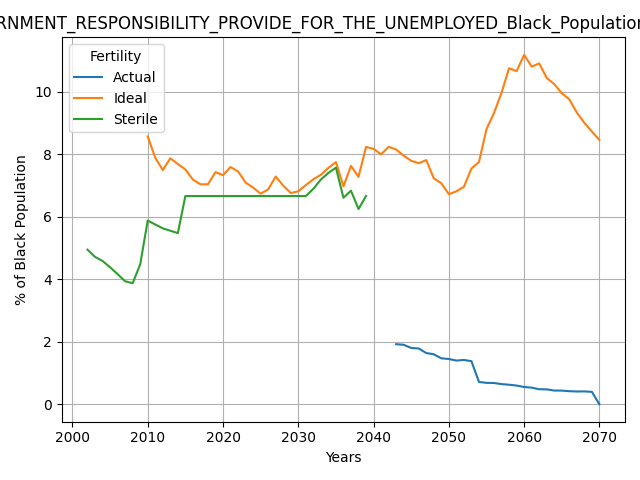 RNMENT_RESPONSIBILITY_PROVIDE_FOR_THE_UNEMPLOYED_Black_Population
Fertility
Actual
Ideal
Sterile
% of Black Population
10
8
6
4
2
0
2000 2010 2020 2030 2040 2050 2060 2070
Years